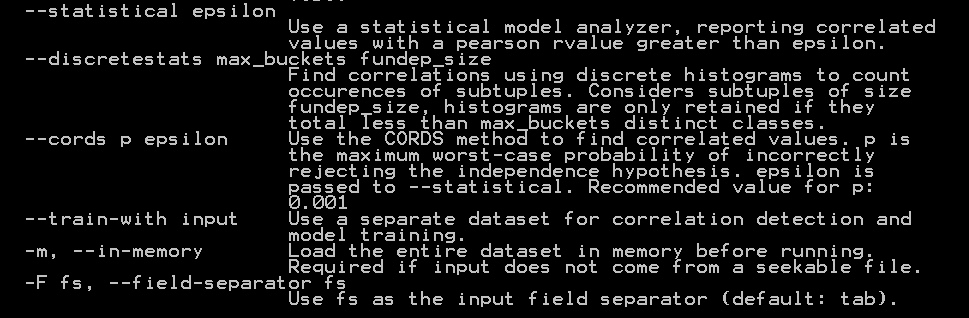 --statistical epsilon
Use a statistical model analyzer, reporting correlated
values with a pearson rvalue greater than epsilon.
--discretestats max_buckets fundep_size
Find correlations using discrete histograms to count
occurences of subtuples. Considers subtuples of size
fundep_size, histograms are only retained if they
total less than max_buckets distinct classes.
--cords p epsilon Use the CORDS method to find correlated values. p is
the maximum worst-case probability of incorrectly
rejecting the independence hypothesis. epsilon is
passed to --statistical. Recommended value for p:
0.001
--train-with input Use a separate dataset for correlation detection and
model training.
-m, --in-memory Load the entire dataset in memory before running.
Required if input does not come from a seekable file.
-F fs, --field-separator fs
Use fs as the input field separator (default: tab).